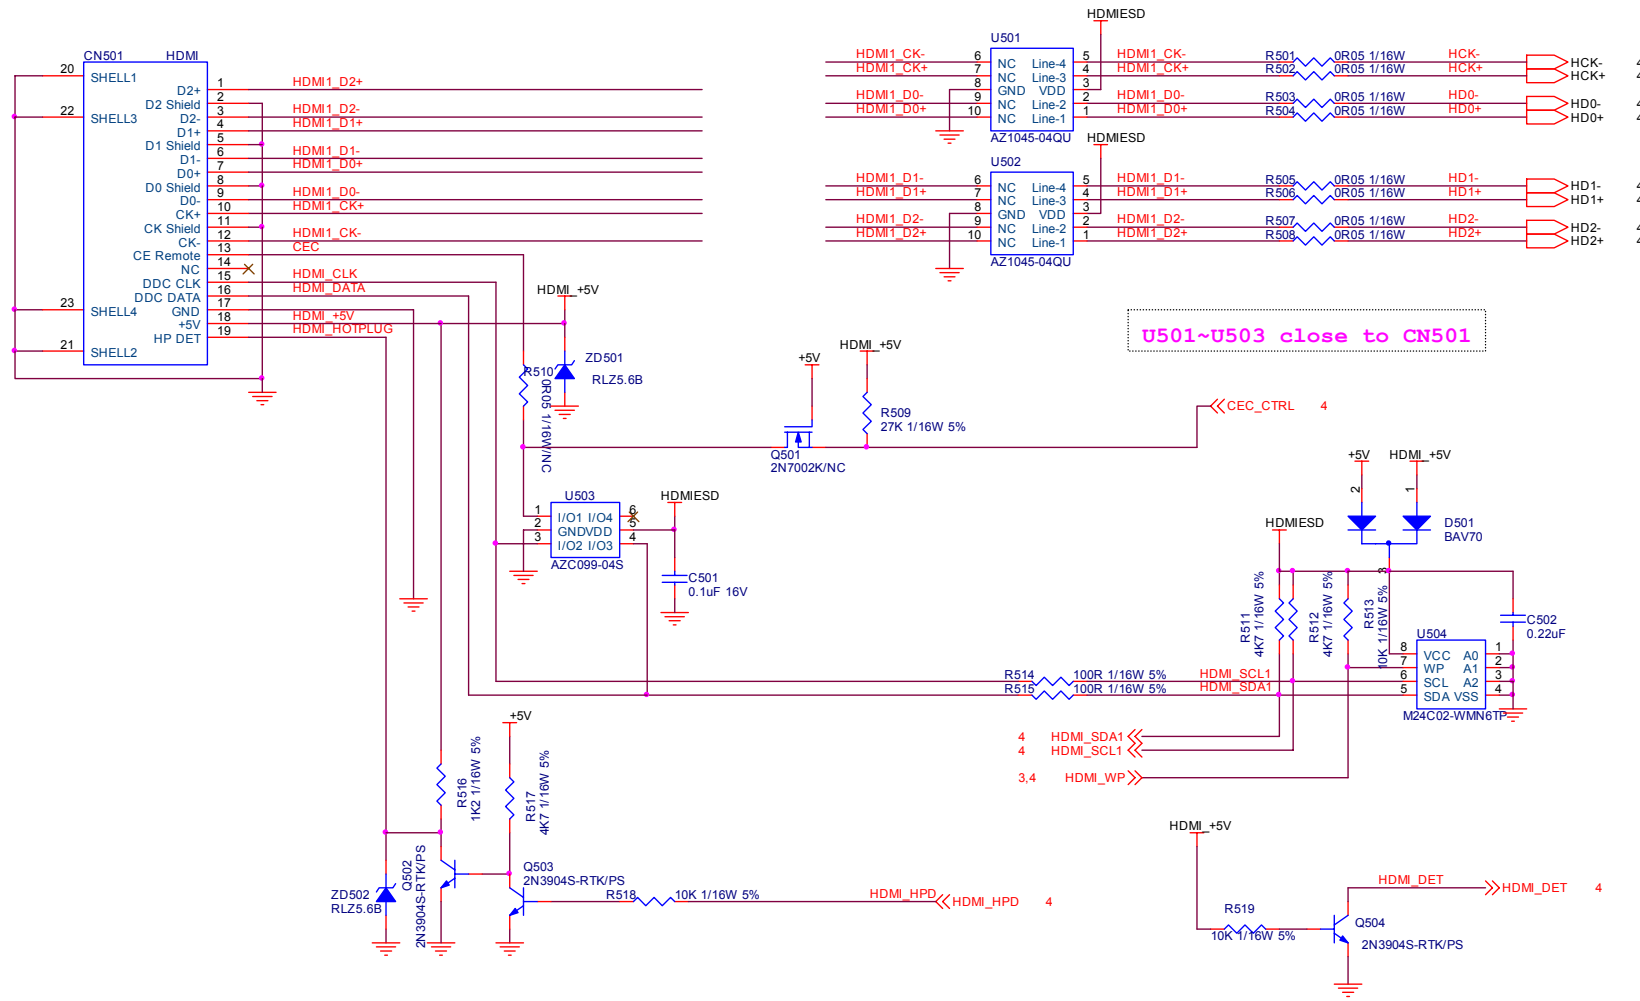 CN501 HDMI
20 SHELL1
22 SHELL3
23 SHELL4
21 SHELL2
D2+ 1 HDMI1_D2+
D2 Shield 2
D2- 3 HDMI1_D2-
D1+ 4 HDMI1_D1+
D1 Shield 5
D1- 6 HDMI1_D1-
D0+ 7 HDMI1_D0+
D0 Shield 8
D0- 9 HDMI1_D0-
CK+ 10 HDMI1_CK+
CK Shield 11
CK- 12 HDMI1_CK-
CE Remote 13 CEC
NC 14
DDC CLK 15 HDMI_CLK
DDC DATA 16 HDMI_DATA
GND 17
+5V 18 HDMI_+5V
HP DET 19 HDMI_HOTPLUG
HDMIESD
U501
HDMI1_CK- 6 NC Line-4 5 HDMI1_CK- R501 0R05 1/16W HCK- HCK- 4
HDMI1_CK+ 7 NC Line-3 4 HDMI1_CK+ R502 0R05 1/16W HCK+ HCK+ 4
8 GND VDD 3
HDMI1_D0- 9 NC Line-2 2 HDMI1_D0- R503 0R05 1/16W HD0- HD0- 4
HDMI1_D0+ 10 NC Line-1 1 HDMI1_D0+ R504 0R05 1/16W HD0+ HD0+ 4
AZ1045-04QU
HDMIESD
U502
HDMI1_D1- 6 NC Line-4 5 HDMI1_D1- R505 0R05 1/16W HD1- HD1- 4
HDMI1_D1+ 7 NC Line-3 4 HDMI1_D1+ R506 0R05 1/16W HD1+ HD1+ 4
8 GND VDD 3
HDMI1_D2- 9 NC Line-2 2 HDMI1_D2- R507 0R05 1/16W HD2- HD2- 4
HDMI1_D2+ 10 NC Line-1 1 HDMI1_D2+ R508 0R05 1/16W HD2+ HD2+ 4
AZ1045-04QU
U501~U503 close to CN501
HDMI_+5V
ZD501
RLZ5.6B
R510
0R05 1/16W/NC
+5V
HDMI_+5V
R509
27K 1/16W 5%
Q501
2N7002K/NC
CEC_CTRL 4
U503
HDMIESD
1 I/O1 I/O4 6
2 GND VDD 5
3 I/O2 I/O3 4
AZC099-04S
C501
0.1uF 16V
+5V HDMI_+5V
2 1
D501
BAV70
3
HDMIESD
R511
4K7 1/16W 5%
R512
4K7 1/16W 5%
R513
10K 1/16W 5%
C502
0.22uF
U504
8 VCC A0 1
7 WP A1 2
6 SCL A2 3
5 SDA VSS 4
M24C02-WMN6TP
R514 100R 1/16W 5% HDMI_SCL1
R515 100R 1/16W 5% HDMI_SDA1
4 HDMI_SDA1
4 HDMI_SCL1
3,4 HDMI_WP
+5V
R516
1K2 1/16W 5%
R517
4K7 1/16W 5%
ZD502
RLZ5.6B
Q502
2N3904S-RTK/PS
Q503
2N3904S-RTK/PS
R518 10K 1/16W 5% HDMI_HPD HDMI_HPD 4
HDMI_+5V
R519
10K 1/16W 5%
HDMI_DET HDMI_DET 4
Q504
2N3904S-RTK/PS